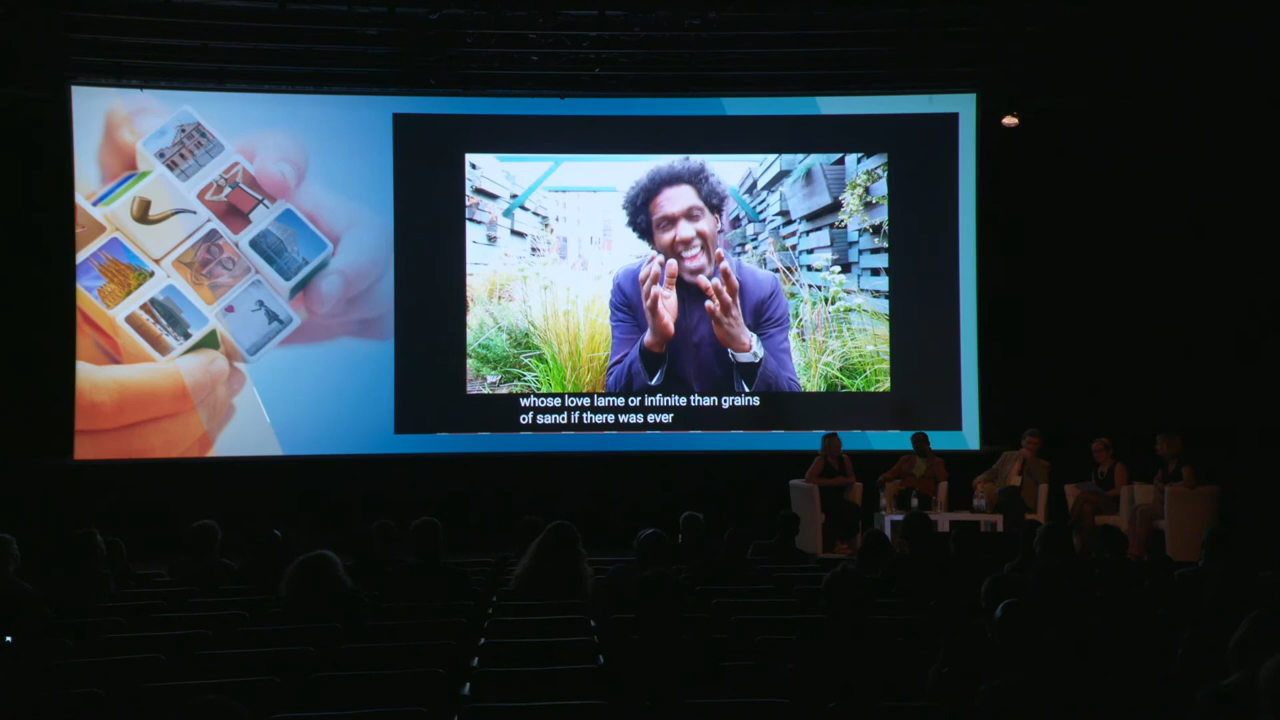 whose love lame or infinite than grains
of sand if there was ever